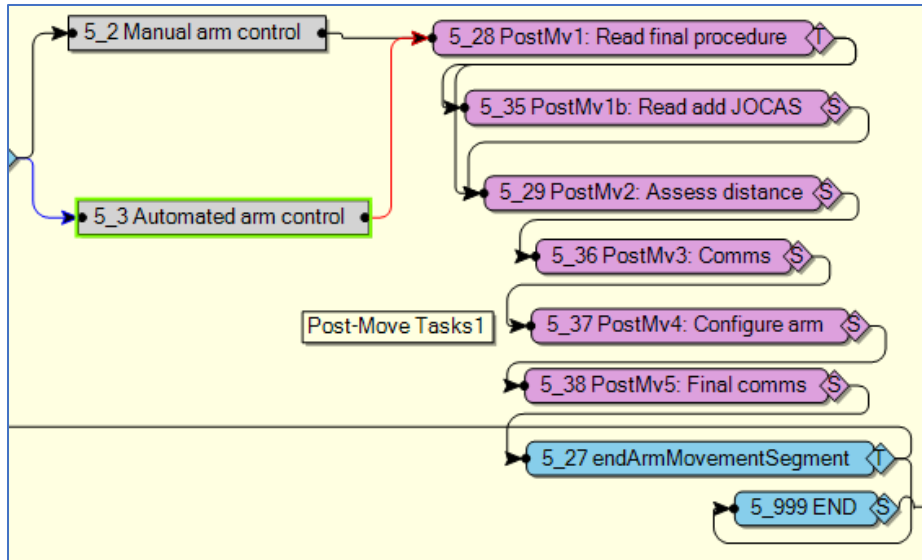 5_2 Manual arm control
5_28 PostMv1: Read final procedure
T
5_35 PostMv1b: Read add JOCAS
S
5_29 PostMv2: Assess distance
S
5_3 Automated arm control
5_36 PostMv3: Comms
S
Post-Move Tasks1
5_37 PostMv4: Configure arm
S
5_38 PostMv5: Final comms
S
5_27 endArmMovementSegment
T
5_999 END
S